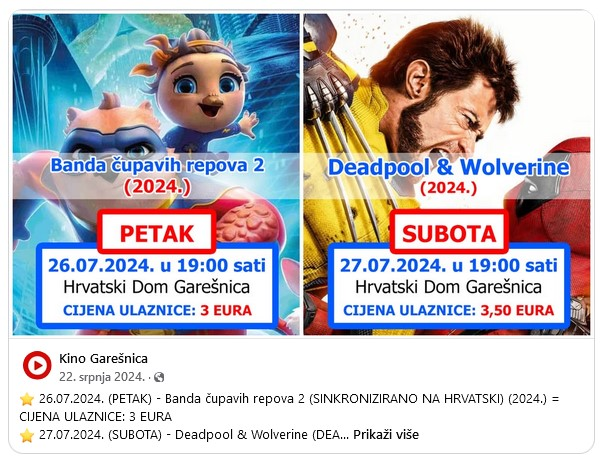 Banda čupavih repova 2
(2024.)
PETAK
26.07.2024. u 19:00 sati
Hrvatski Dom Garešnica
CIJENA ULAZNICE: 3 EURA
Deadpool & Wolverine
(2024.)
SUBOTA
27.07.2024. u 19:00 sati
Hrvatski Dom Garešnica
CIJENA ULAZNICE: 3,50 EURA
Kino Garešnica
22. srpnja 2024. ·
⭐ 26.07.2024. (PETAK) - Banda čupavih repova 2 (SINKRONIZIRANO NA HRVATSKI) (2024.) =
CIJENA ULAZNICE: 3 EURA
⭐ 27.07.2024. (SUBOTA) - Deadpool & Wolverine (DEA... Prikaži više